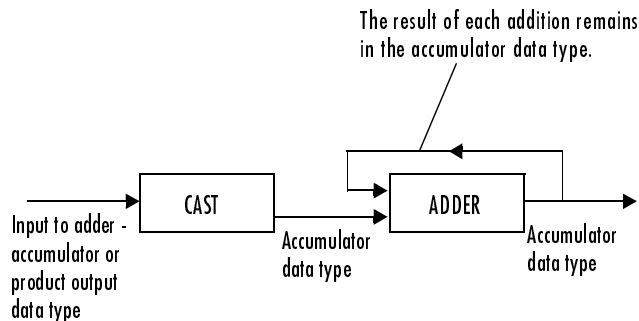 The result of each addition remains
in the accumulator data type.
CAST
ADDER
Input to adder -
accumulator or
product output
data type
Accumulator
data type
Accumulator
data type